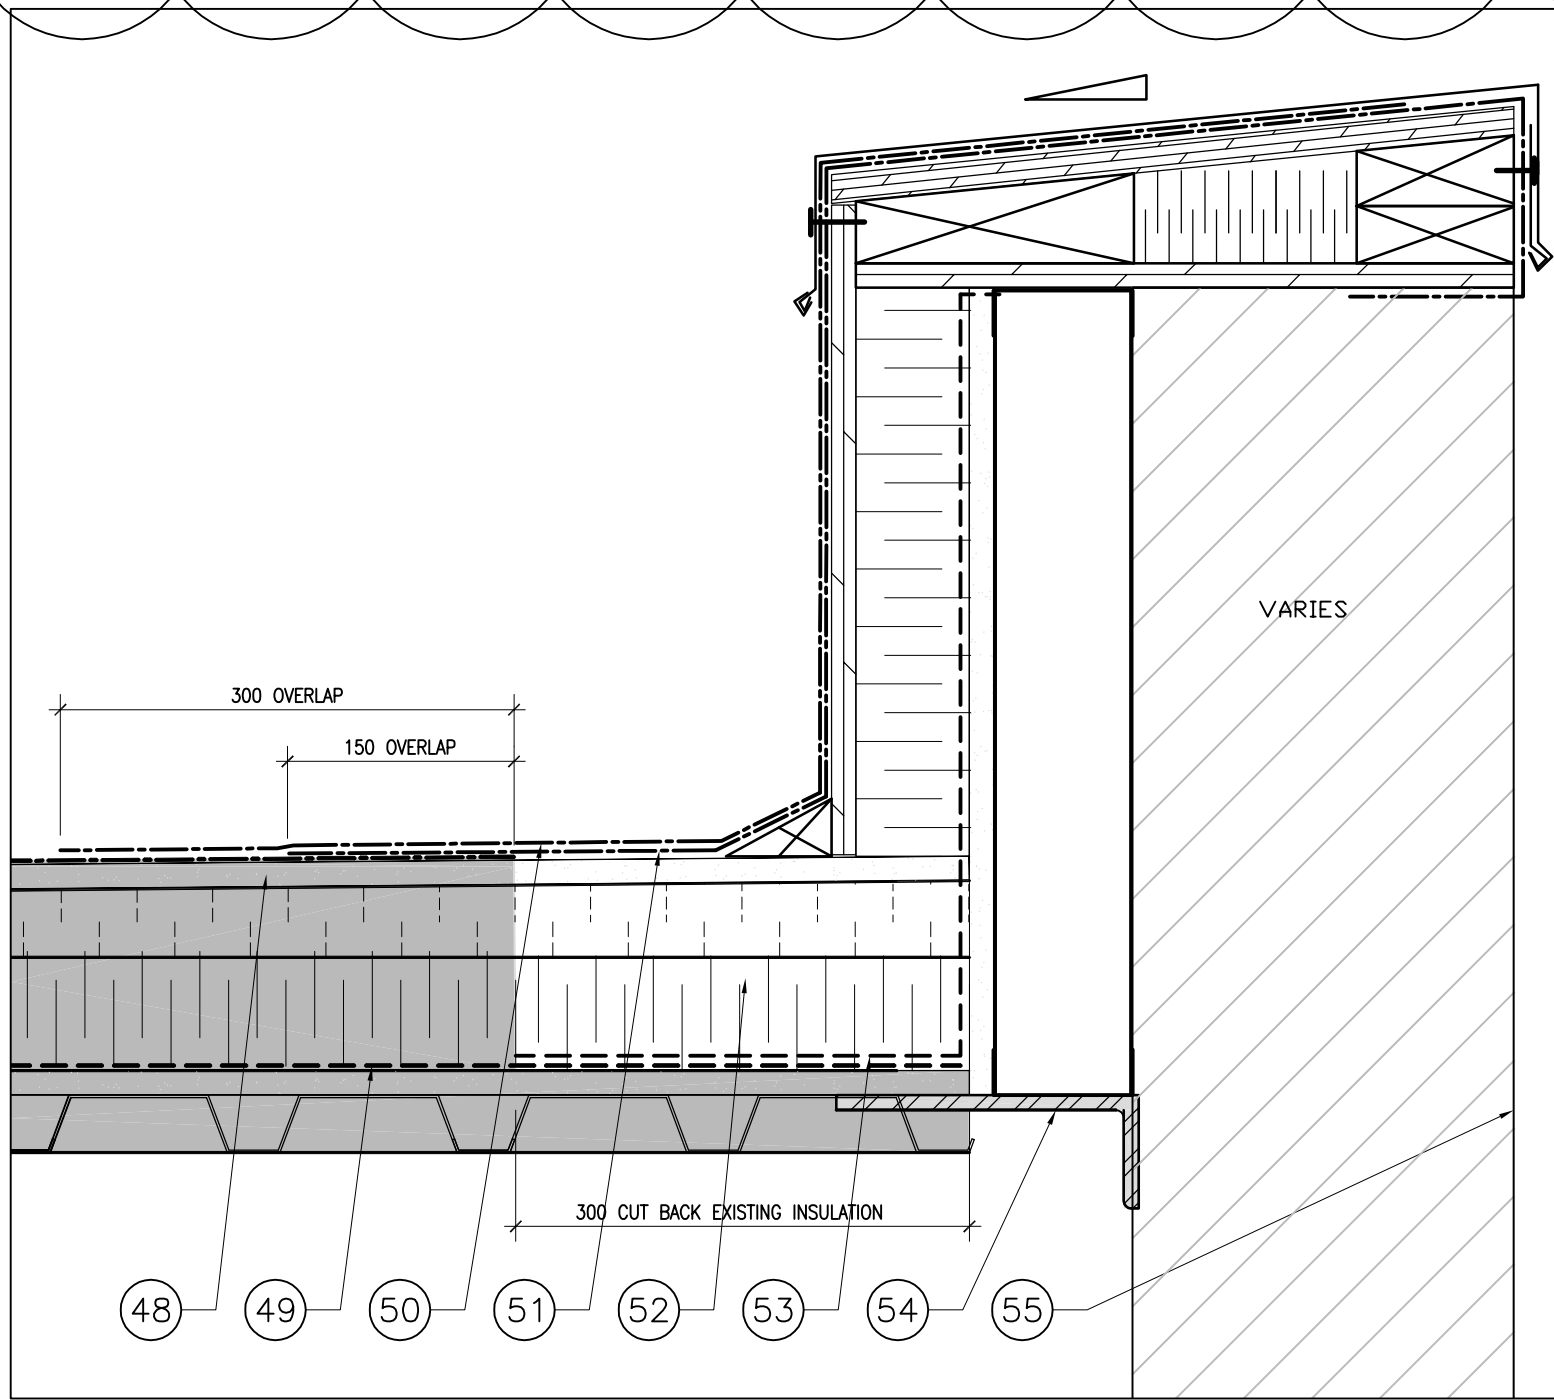 VARIES
300 OVERLAP
150 OVERLAP
300 CUT BACK EXISTING INSULATION
48 49 50 51 52 53 54 55